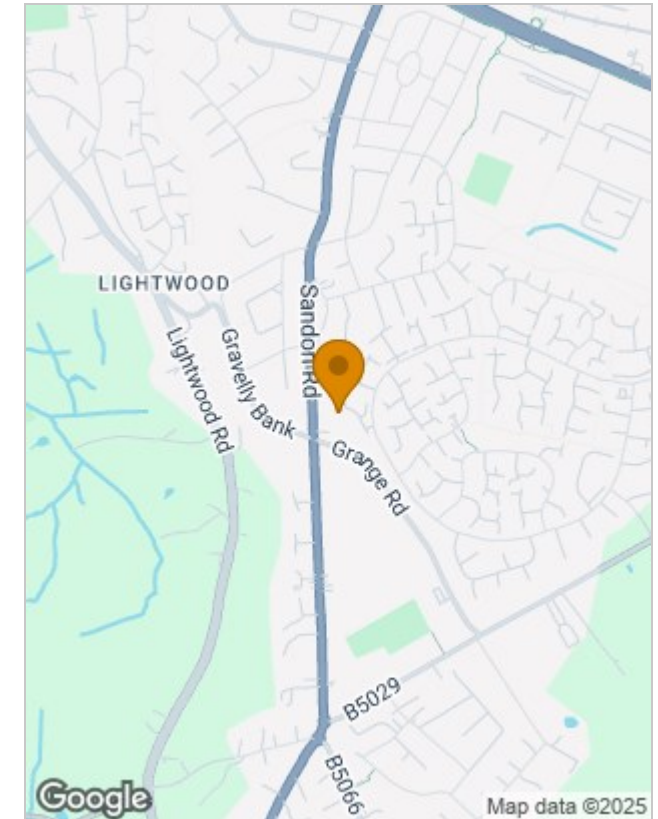 LIGHTWOOD
Sandon Rd
Lightwood Rd
Gravelly Bank
Grange Rd
B5029
B5066
Google
Map data ©2025